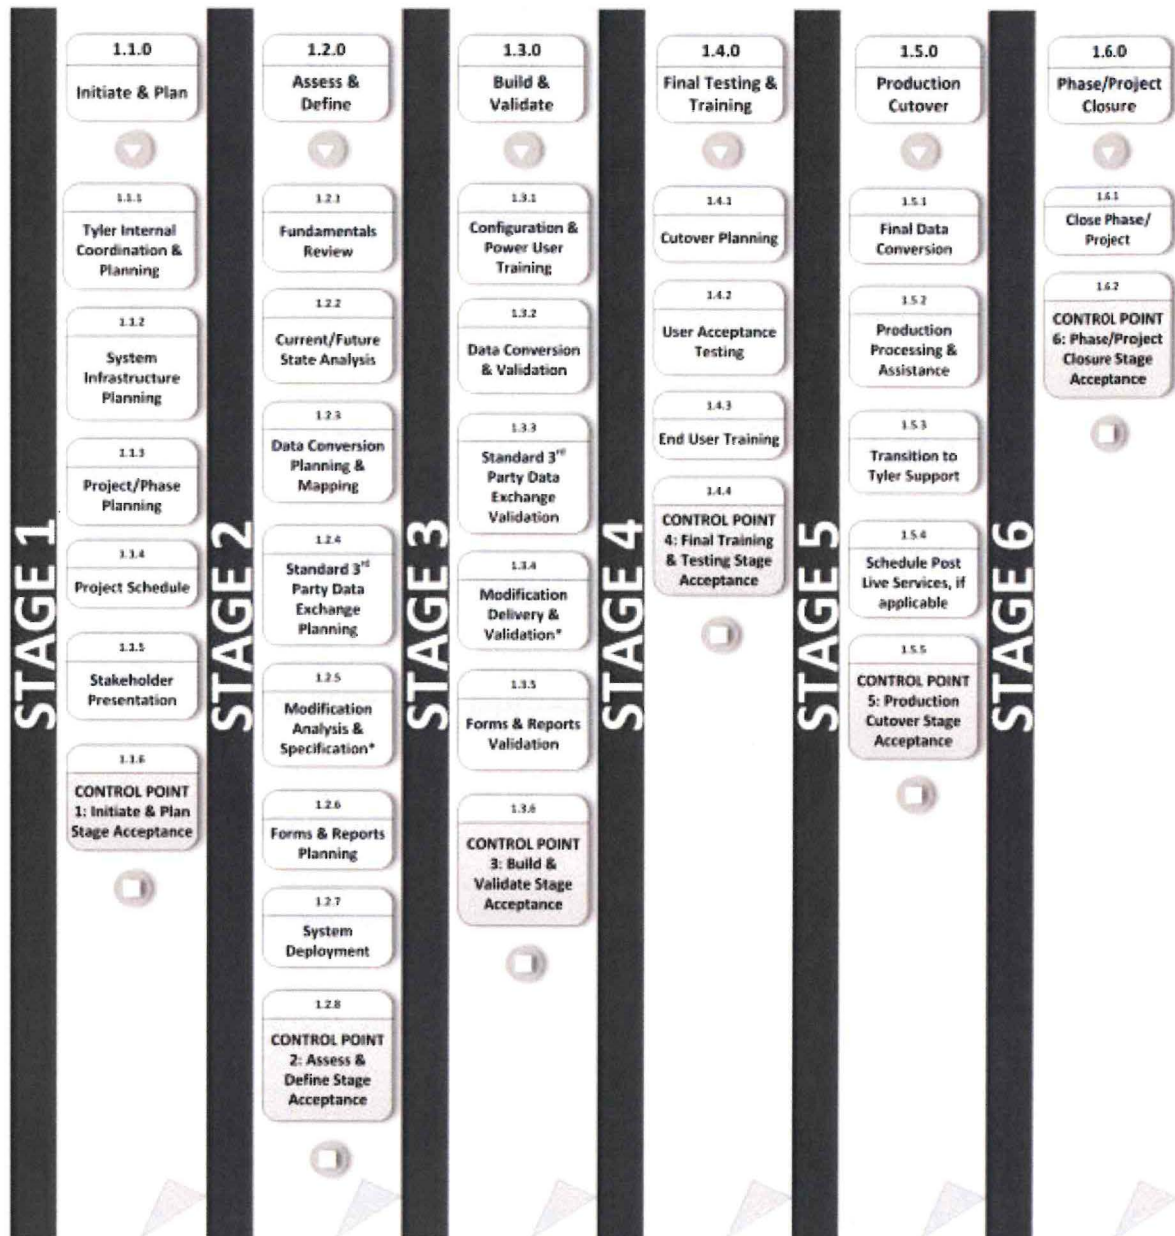 STAGE 1
1.1.0
Initiate & Plan
1.1.1
Tyler Internal
Coordination &
Planning
1.1.2
System
Infrastructure
Planning
1.1.3
Project/Phase
Planning
1.1.4
Project Schedule
1.1.5
Stakeholder
Presentation
1.1.6
CONTROL POINT
1: Initiate & Plan
Stage Acceptance
STAGE 2
1.2.0
Assess &
Define
1.2.1
Fundamentals
Review
1.2.2
Current/Future
State Analysis
1.2.3
Data Conversion
Planning &
Mapping
1.2.4
Standard 3rd
Party Data
Exchange
Planning
1.2.5
Modification
Analysis &
Specification*
1.2.6
Forms & Reports
Planning
1.2.7
System
Deployment
1.2.8
CONTROL POINT
2: Assess &
Define Stage
Acceptance
STAGE 3
1.3.0
Build &
Validate
1.3.1
Configuration &
Power User
Training
1.3.2
Data Conversion
& Validation
1.3.3
Standard 3rd
Party Data
Exchange
Validation
1.3.4
Modification
Delivery &
Validation*
1.3.5
Forms & Reports
Validation
1.3.6
CONTROL POINT
3: Build &
Validate Stage
Acceptance
STAGE 4
1.4.0
Final Testing &
Training
1.4.1
Cutover Planning
1.4.2
User Acceptance
Testing
1.4.3
End User Training
1.4.4
CONTROL POINT
4: Final Training
& Testing Stage
Acceptance
STAGE 5
1.5.0
Production
Cutover
1.5.1
Final Data
Conversion
1.5.2
Production
Processing &
Assistance
1.5.3
Transition to
Tyler Support
1.5.4
Schedule Post
Live Services, if
applicable
1.5.5
CONTROL POINT
5: Production
Cutover Stage
Acceptance
STAGE 6
1.6.0
Phase/Project
Closure
1.6.1
Close Phase/
Project
1.6.2
CONTROL POINT
6: Phase/Project
Closure Stage
Acceptance